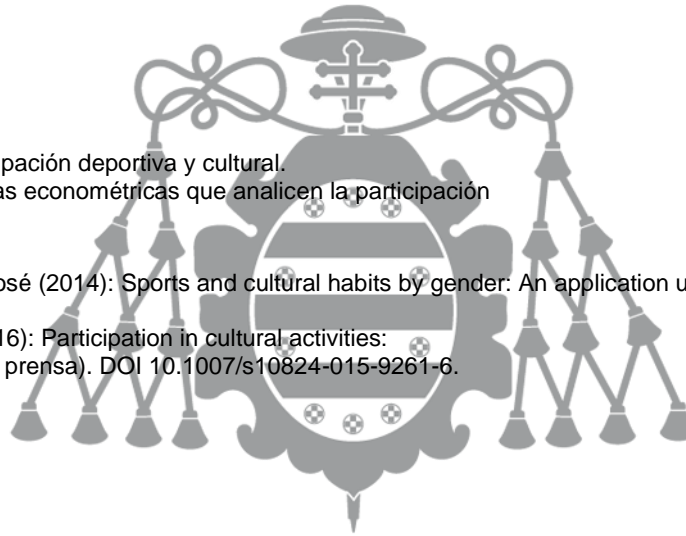 pación deportiva y cultural.
as econométricas que analicen la participación
osé (2014): Sports and cultural habits by gender: An application u
16): Participation in cultural activities:
prensa). DOI 10.1007/s10824-015-9261-6.